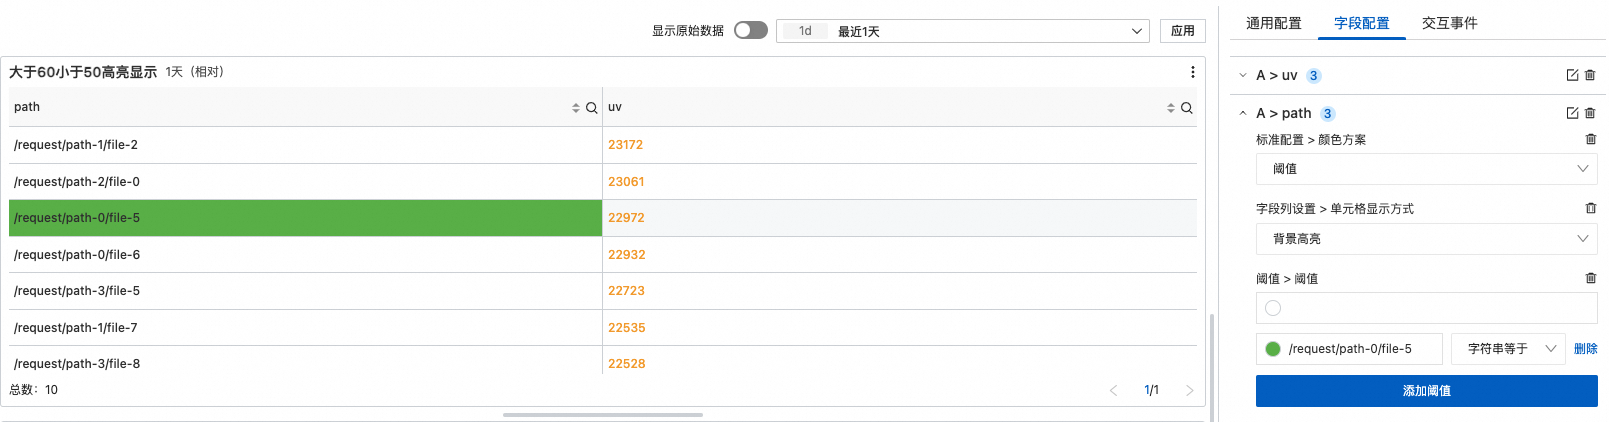 显示原始数据 1d 最近1天 应用
大于60小于50高亮显示 1天（相对）
path uv
/request/path-1/file-2 23172
/request/path-2/file-0 23061
/request/path-0/file-5 22972
/request/path-0/file-6 22932
/request/path-3/file-5 22723
/request/path-1/file-7 22535
/request/path-3/file-8 22528
总数：10 1/1
通用配置 字段配置 交互事件
A > uv 3
A > path 3
标准配置 > 颜色方案
阈值
字段列设置 > 单元格显示方式
背景高亮
阈值 > 阈值
/request/path-0/file-5 字符串等于 删除
添加阈值